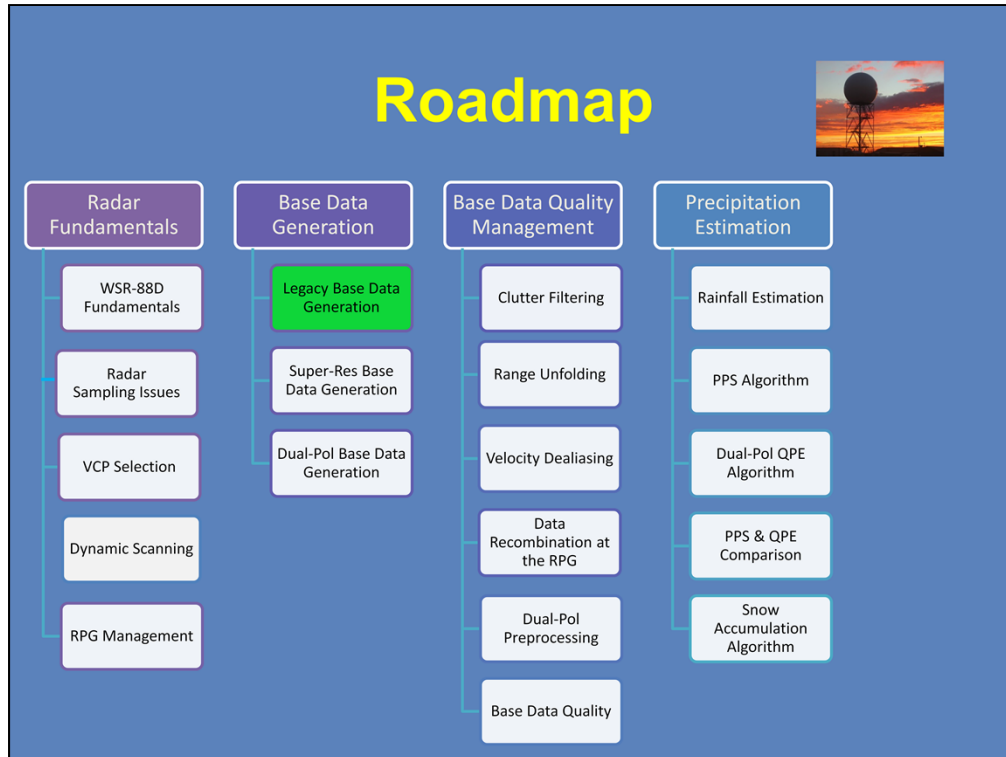 Roadmap
Radar
Fundamentals
WSR-88D
Fundamentals
Radar
Sampling Issues
VCP Selection
Dynamic Scanning
RPG Management
Base Data
Generation
Legacy Base Data
Generation
Super-Res Base
Data Generation
Dual-Pol Base Data
Generation
Base Data Quality
Management
Clutter Filtering
Range Unfolding
Velocity Dealiasing
Data
Recombination at
the RPG
Dual-Pol
Preprocessing
Base Data Quality
Precipitation
Estimation
Rainfall Estimation
PPS Algorithm
Dual-Pol QPE
Algorithm
PPS & QPE
Comparison
Snow
Accumulation
Algorithm